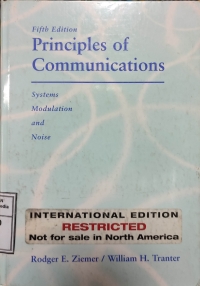 Fifth Edition
Principles of
Communications
Systems
Modulation
and
Noise
INTERNATIONAL EDITION
RESTRICTED
Not for sale in North America
Rodger E. Ziemer / William H. Tranter